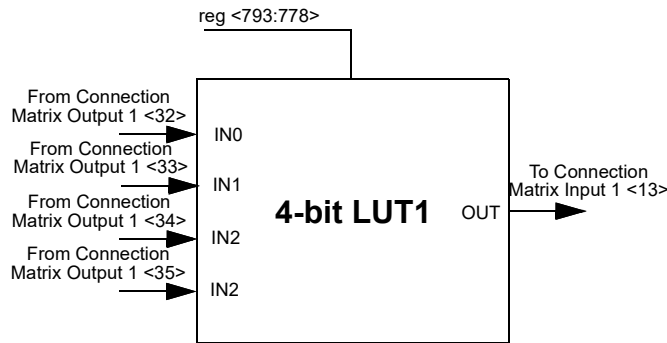 reg <793:778>
From Connection
Matrix Output 1 <32>
IN0
From Connection
Matrix Output 1 <33>
IN1
From Connection
Matrix Output 1 <34>
IN2
From Connection
Matrix Output 1 <35>
IN2
4-bit LUT1
OUT
To Connection
Matrix Input 1 <13>